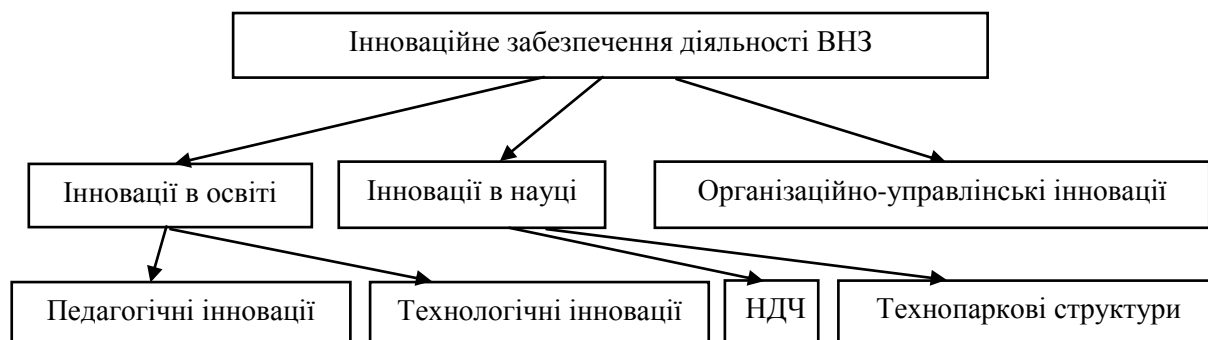 Інноваційне забезпечення діяльності ВНЗ
Інновації в освіті
Інновації в науці
Організаційно-управлінські інновації
Педагогічні інновації
Технологічні інновації
НДЧ
Технопаркові структури